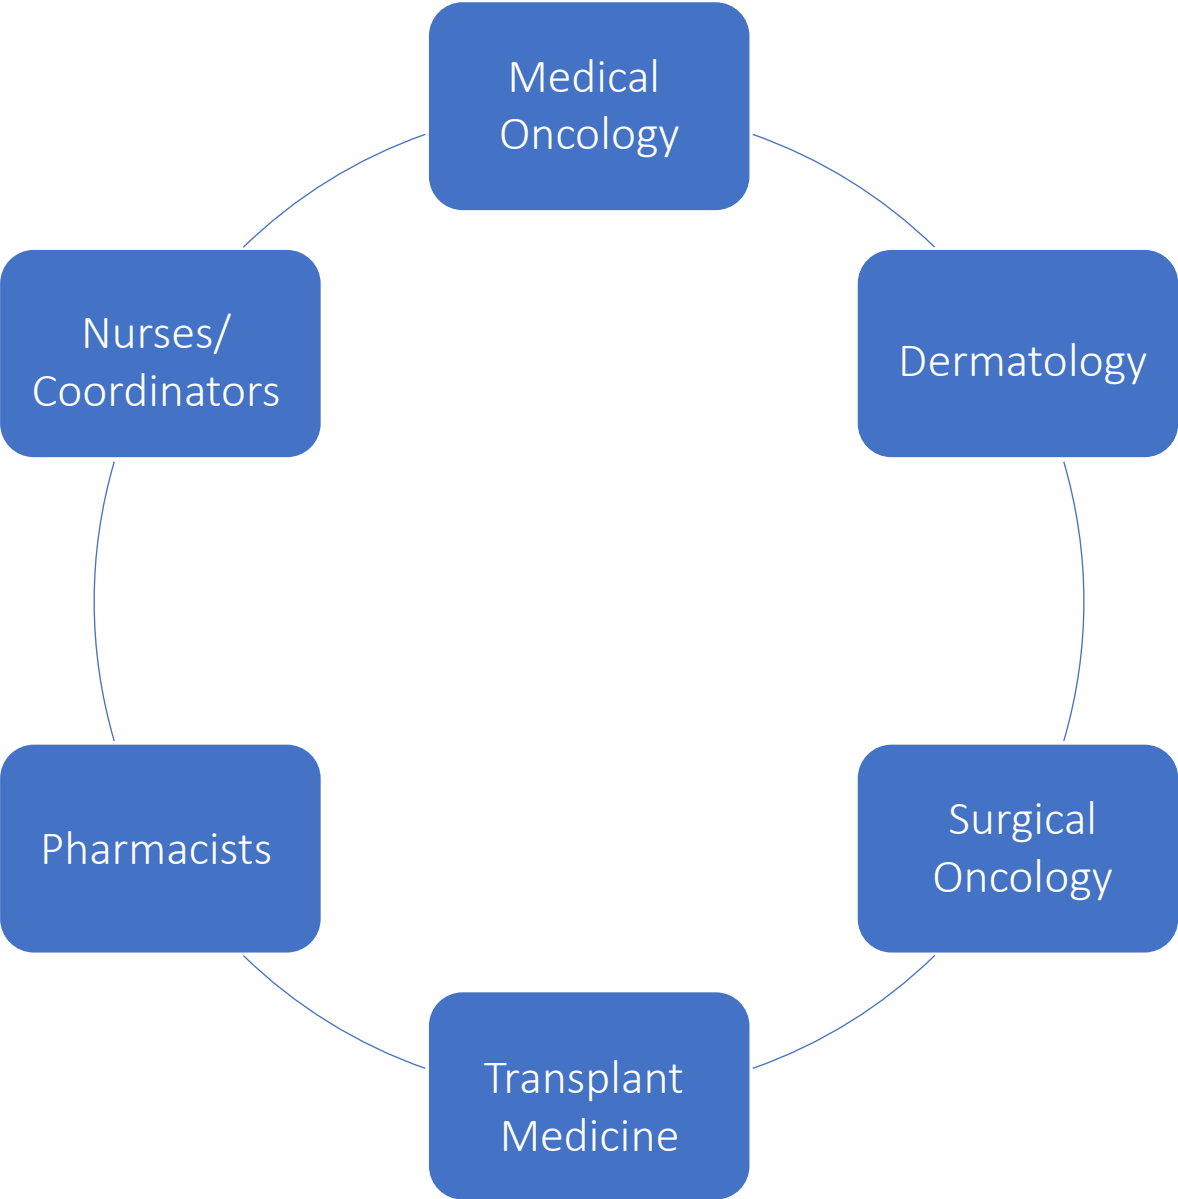 Medical
Oncology
Dermatology
Surgical
Oncology
Transplant
Medicine
Pharmacists
Nurses/
Coordinators